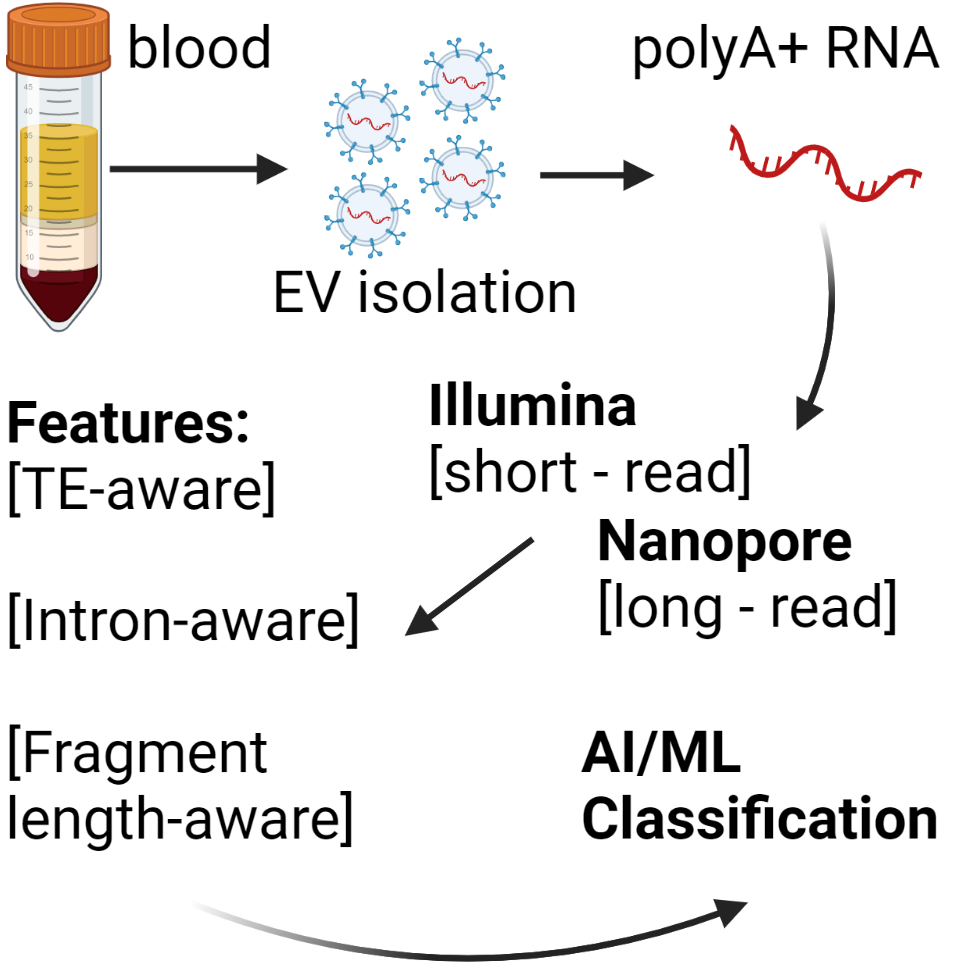 blood
polyA+ RNA
45
40
35
30
25
20
15
10
EV isolation
Illumina
[short - read]
Nanopore
[long - read]
Features:
[TE-aware]
[Intron-aware]
[Fragment
length-aware]
AI/ML
Classification